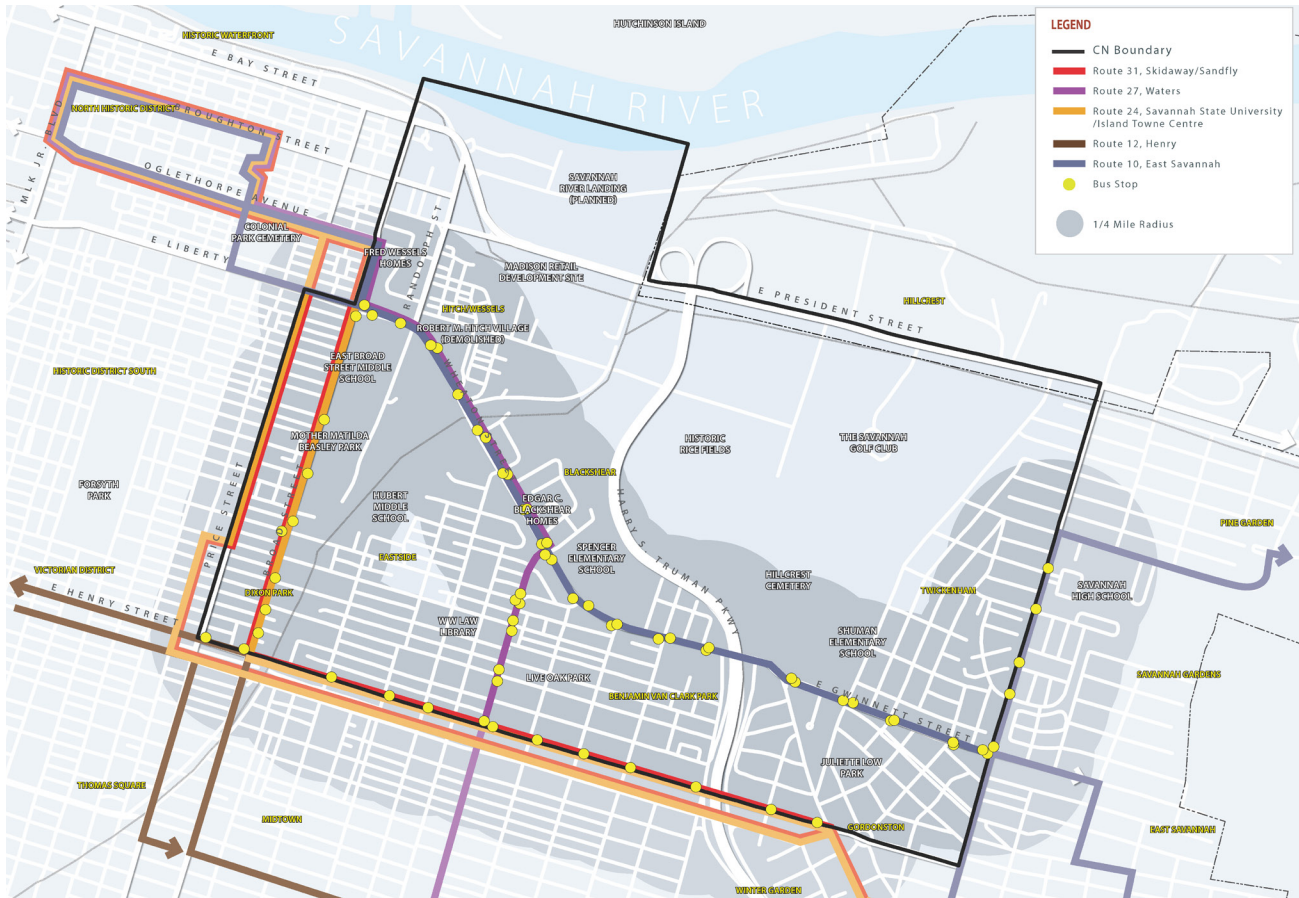 HUTCHINSON ISLAND
HISTORIC WATERFRONT
SAVANNAH RIVER
E BAY STREET
LEGEND
CN Boundary
Route 31, Skidaway/Sandfly
Route 27, Waters
Route 24, Savannah State University
/Island Towne Centre
Route 12, Henry
Route 10, East Savannah
Bus Stop
1/4 Mile Radius
NORTH HISTORIC DISTRICT
BROUGHTON STREET
MLK JR. BLVD
OGLETHORPE AVENUE
SAVANNAH
RIVER LANDING
(PLANNED)
COLONIAL
PARK CEMETERY
E LIBERTY
FRED WESSELS
HOMES
RANDOLPH ST
MADISON RETAIL
DEVELOPMENT SITE
E PRESIDENT STREET
HILLCREST
HITCH/WESSELS
ROBERT M. HITCH VILLAGE
(DEMOLISHED)
EAST BROAD
STREET MIDDLE
SCHOOL
HISTORIC DISTRICT SOUTH
WHEATON STREET
MOTHER MATILDA
BEASLEY PARK
HISTORIC
RICE FIELDS
THE SAVANNAH
GOLF CLUB
BLACKSHEAR
FORSYTH
PARK
HUBERT
MIDDLE
SCHOOL
EDGAR C.
BLACKSHEAR
HOMES
HARRY S. TRUMAN PKWY
PINE GARDEN
PRICE STREET
BROAD STREET
EASTSIDE
SPENCER
ELEMENTARY
SCHOOL
VICTORIAN DISTRICT
E HENRY STREET
DIXON PARK
HILLCREST
CEMETERY
TWICKENHAM
SAVANNAH
HIGH SCHOOL
W W LAW
LIBRARY
SHUMAN
ELEMENTARY
SCHOOL
LIVE OAK PARK
BENJAMIN VAN CLARK PARK
E GWINNETT STREET
SAVANNAH GARDENS
JULIETTE LOW
PARK
THOMAS SQUARE
MIDTOWN
GORDONSTON
EAST SAVANNAH
WINTER GARDEN